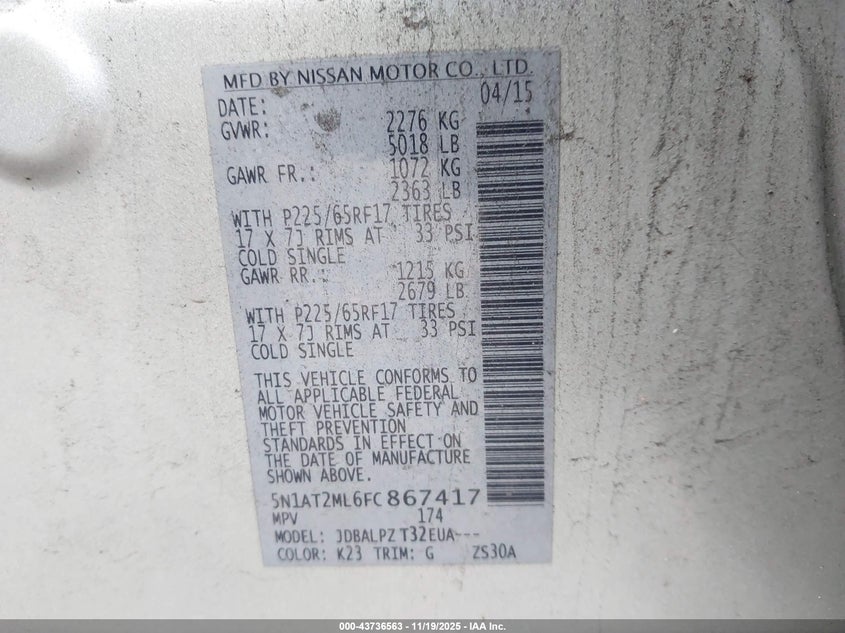 MFD BY NISSAN MOTOR CO., LTD.
DATE: 04/15
GVWR: 2276 KG
5018 LB
GAWR FR.: 1072 KG
2363 LB
WITH P225/65RF17 TIRES
17 X 7J RIMS AT 33 PSI
COLD SINGLE
GAWR RR.: 1215 KG
2679 LB
WITH P225/65RF17 TIRES
17 X 7J RIMS AT 33 PSI
COLD SINGLE
THIS VEHICLE CONFORMS TO
ALL APPLICABLE FEDERAL
MOTOR VEHICLE SAFETY AND
THEFT PREVENTION
STANDARDS IN EFFECT ON
THE DATE OF MANUFACTURE
SHOWN ABOVE.
5N1AT2ML6FC867417
MPV 174
MODEL: JDBALPZ T32EUA---
COLOR: K23 TRIM: G ZS30A
000-43736563 - 11/19/2025 - IAA Inc.